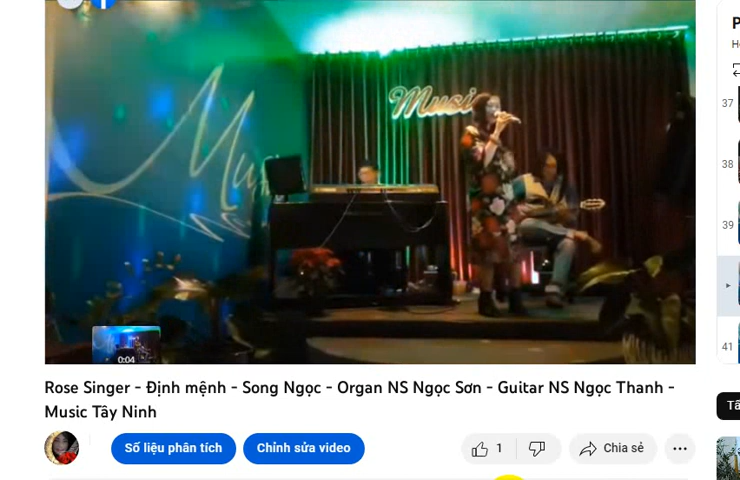 Music
Mu
37
38
39
41
0:04
Rose Singer - Định mệnh - Song Ngọc - Organ NS Ngọc Sơn - Guitar NS Ngọc Thanh -
Music Tây Ninh
Số liệu phân tích
Chỉnh sửa video
1
Chia sẻ